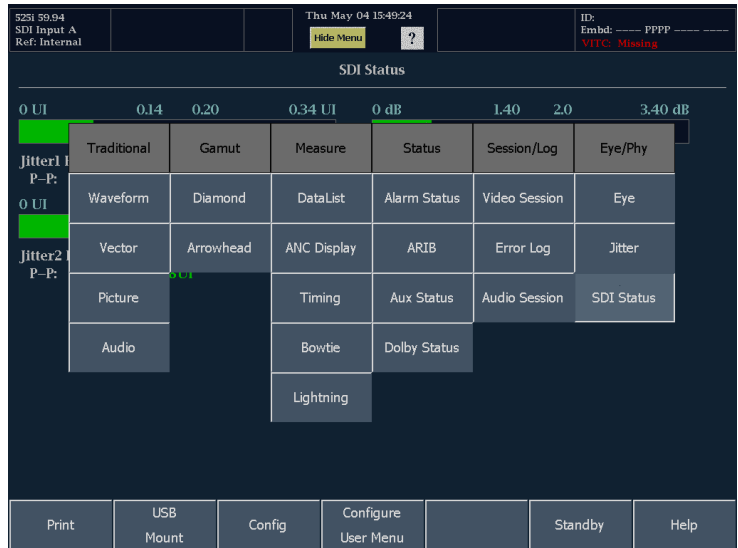 525i 59.94
SDI Input A
Ref: Internal
Thu May 04 15:49:24
Hide Menu
?
ID:
Embd: –––– PPPP –––– ––––
VITC: Missing
SDI Status
0 UI 0.14 0.20 0.34 UI 0 dB 1.40 2.0 3.40 dB
Traditional Gamut Measure Status Session/Log Eye/Phy
Jitter1
P–P:
Waveform Diamond DataList Alarm Status Video Session Eye
0 UI
Vector Arrowhead ANC Display ARIB Error Log Jitter
Jitter2
P–P: UI
Picture Timing Aux Status Audio Session SDI Status
Audio Bowtie Dolby Status
Lightning
Print USB Mount Config Configure User Menu Standby Help